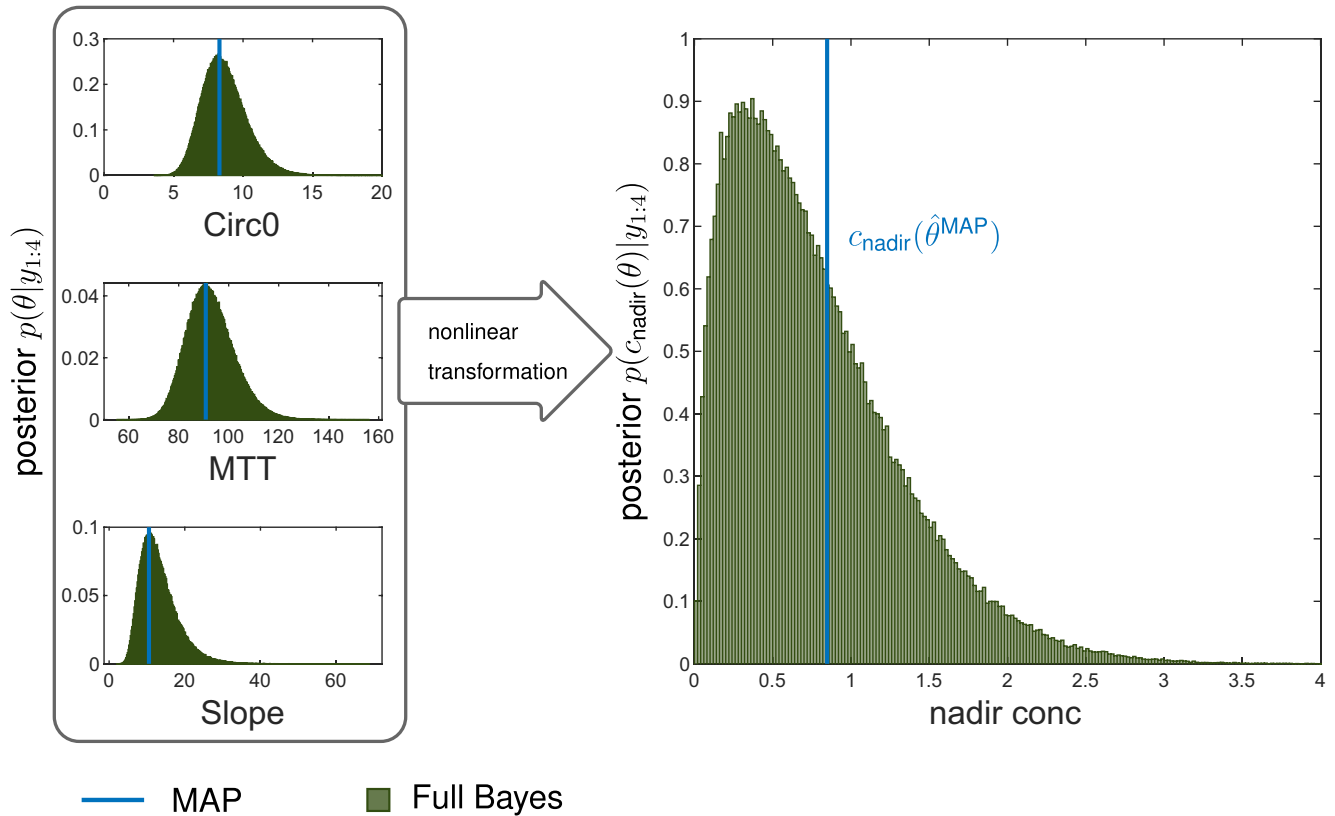 posterior p(θ|y1:4)
0.3
0.2
0.1
0
0 5 10 15 20
Circ0
0.04
0.02
0
60 80 100 120 140 160
MTT
0.1
0.05
0
0 20 40 60
Slope
nonlinear
transformation
posterior p(c_nadir(θ)|y1:4)
1
0.9
0.8
0.7
0.6
0.5
0.4
0.3
0.2
0.1
0
c_nadir(θ̂^MAP)
0 0.5 1 1.5 2 2.5 3 3.5 4
nadir conc
MAP Full Bayes